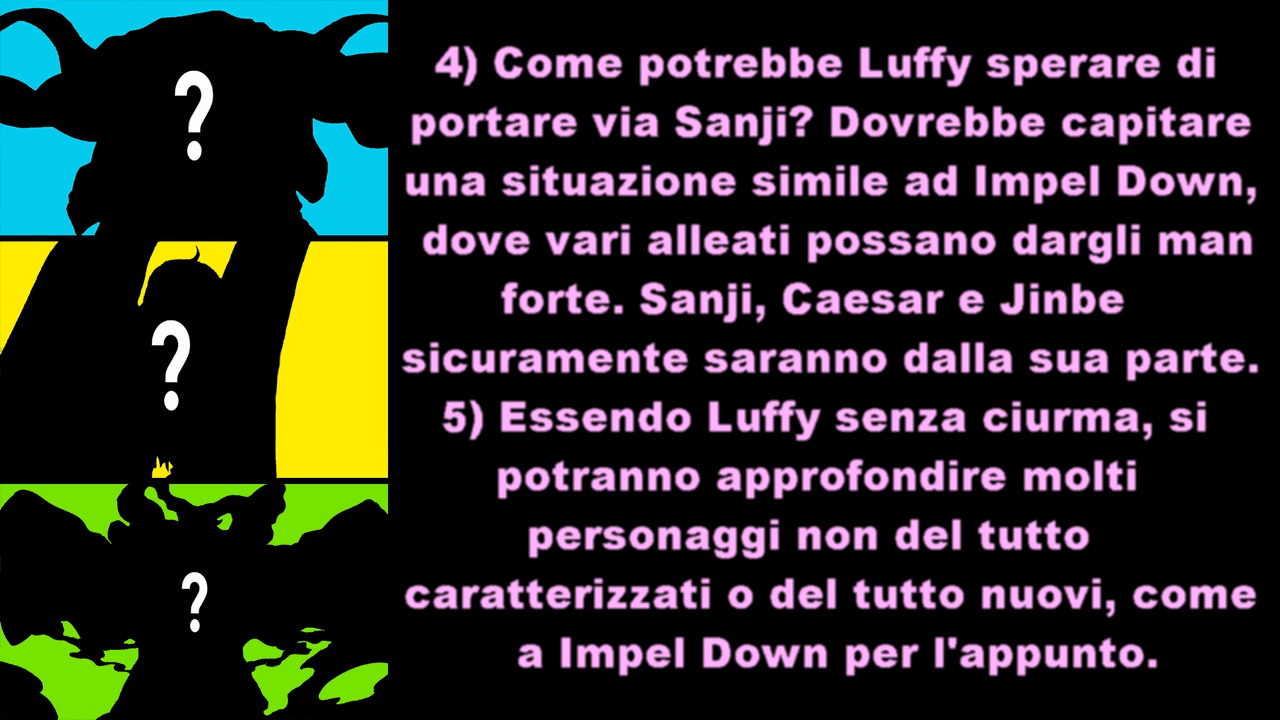 ?
?
?
4) Come potrebbe Luffy sperare di
portare via Sanji? Dovrebbe capitare
una situazione simile ad Impel Down,
dove vari alleati possano dargli man
forte. Sanji, Caesar e Jinbe
sicuramente saranno dalla sua parte.
5) Essendo Luffy senza ciurma, si
potranno approfondire molti
personaggi non del tutto
caratterizzati o del tutto nuovi, come
a Impel Down per l'appunto.